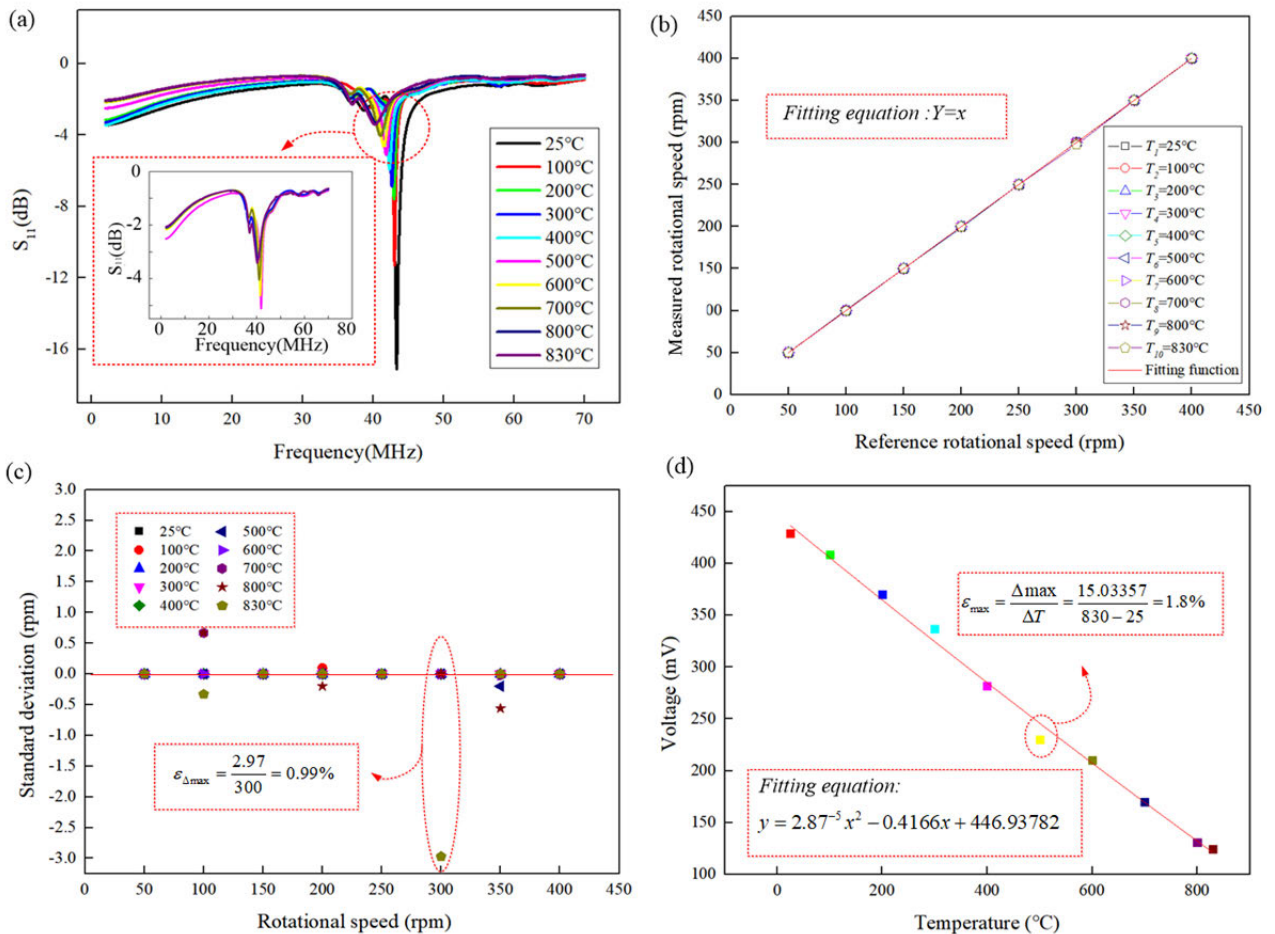 (a)
0
-4
-8
-12
-16
S11(dB)
0
-2
-4
S11(dB)
0 20 40 60 80
Frequency(MHz)
25°C
100°C
200°C
300°C
400°C
500°C
600°C
700°C
800°C
830°C
0 10 20 30 40 50 60 70
Frequency(MHz)
(b)
400
350
300
250
200
150
00
50
0
Measured rotational speed (rpm)
Fitting equation :Y=x
T1=25°C
T2=100°C
T3=200°C
T4=300°C
T5=400°C
T6=500°C
T7=600°C
T8=700°C
T9=800°C
T10=830°C
Fitting function
0 50 100 150 200 250 300 350 400 450
Reference rotational speed (rpm)
(c)
3.0
2.5
2.0
1.5
1.0
0.5
0.0
-0.5
-1.0
-1.5
-2.0
-2.5
-3.0
Standard deviation (rpm)
25°C 500°C
100°C 600°C
200°C 700°C
300°C 800°C
400°C 830°C
εΔmax = 2.97/300 = 0.99%
0 50 100 150 200 250 300 350 400 450
Rotational speed (rpm)
(d)
450
400
350
300
250
200
150
100
Voltage (mV)
εmax = Δmax/ΔT = 15.03357/830−25 = 1.8%
Fitting equation:
y = 2.87⁻⁵x² − 0.4166x + 446.93782
0 200 400 600 800
Temperature (°C)